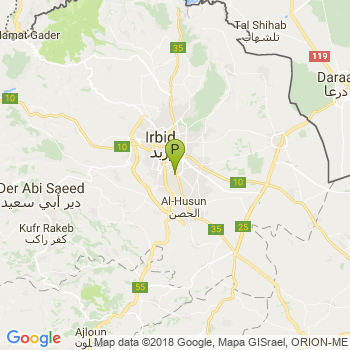 Hamat Gader
35
Tal Shihab
تل شهاب
119
Daraa
درعا
10
10
Irbid
إربد
P
10
Der Abi Saeed
دير أبي سعيد
Al-Husun
الحصن
Kufr Rakeb
كفر راكب
35
25
55
Ajloun
Google
Map data ©2018 Google, Mapa GISrael, ORION-ME